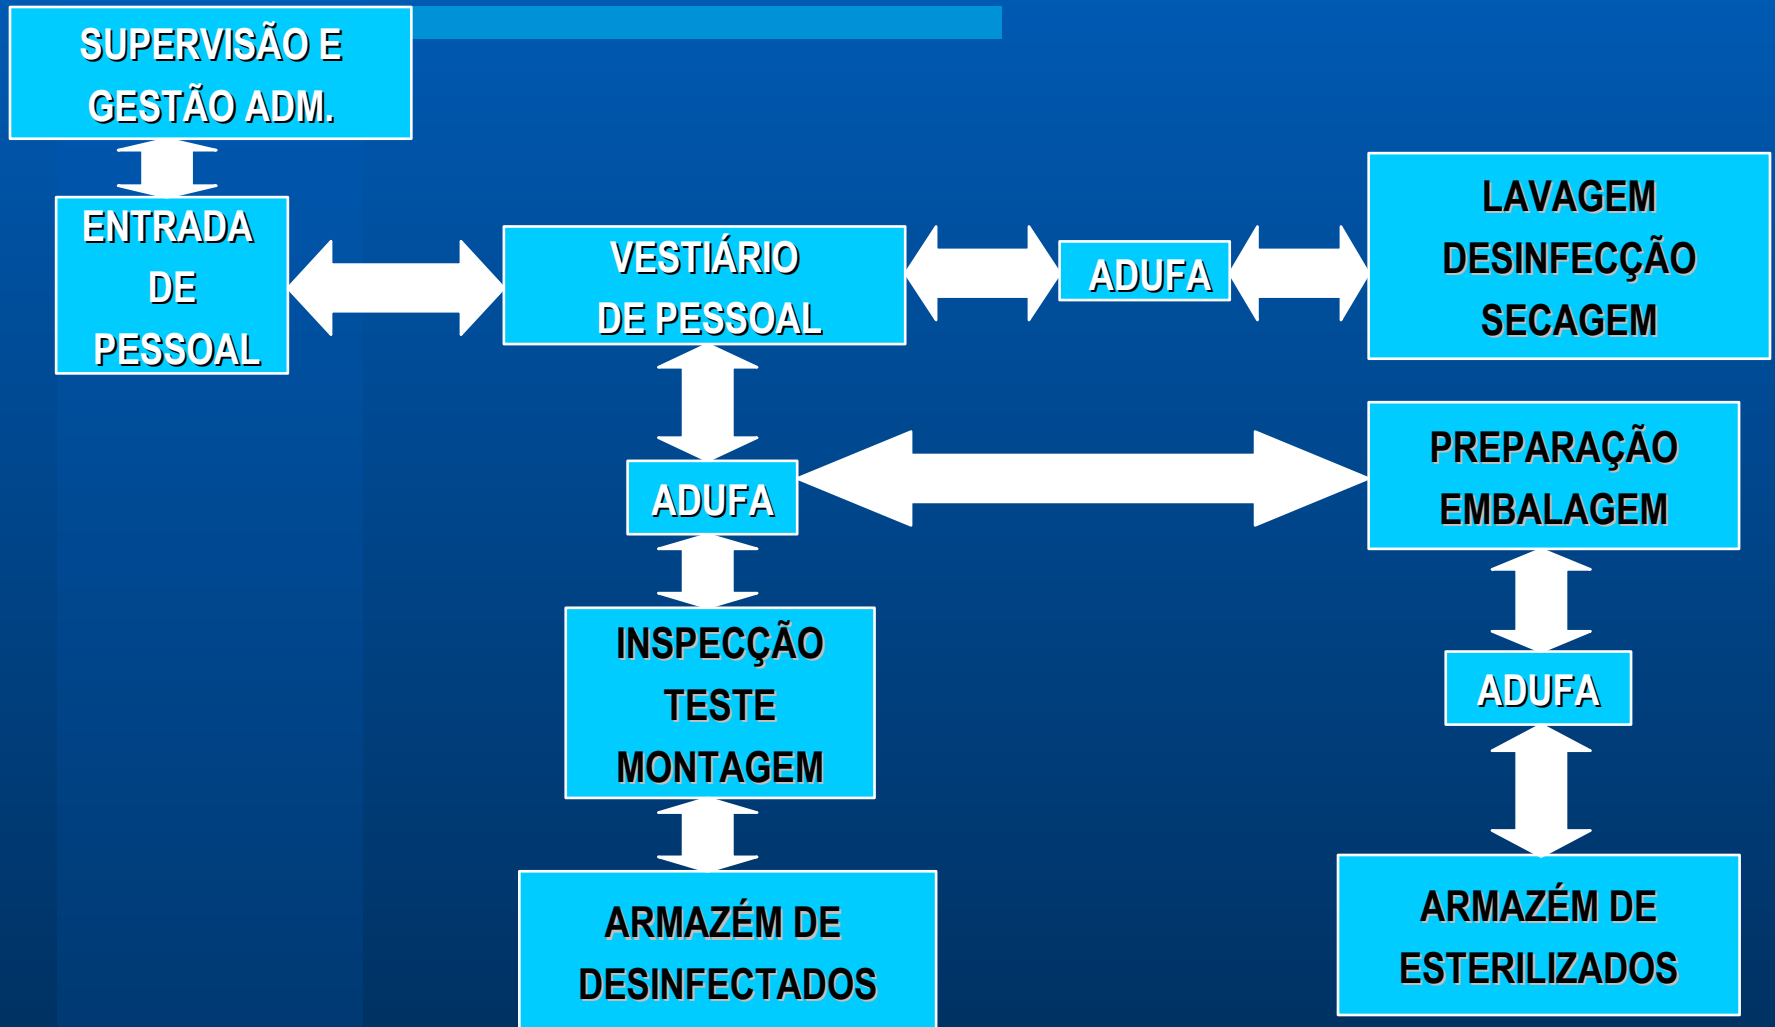 SUPERVISÃO E
GESTÃO ADM.
ENTRADA
DE
PESSOAL
VESTIÁRIO
DE PESSOAL
ADUFA
LAVAGEM
DESINFECÇÃO
SECAGEM
ADUFA
PREPARAÇÃO
EMBALAGEM
INSPECÇÃO
TESTE
MONTAGEM
ADUFA
ARMAZÉM DE
DESINFECTADOS
ARMAZÉM DE
ESTERILIZADOS